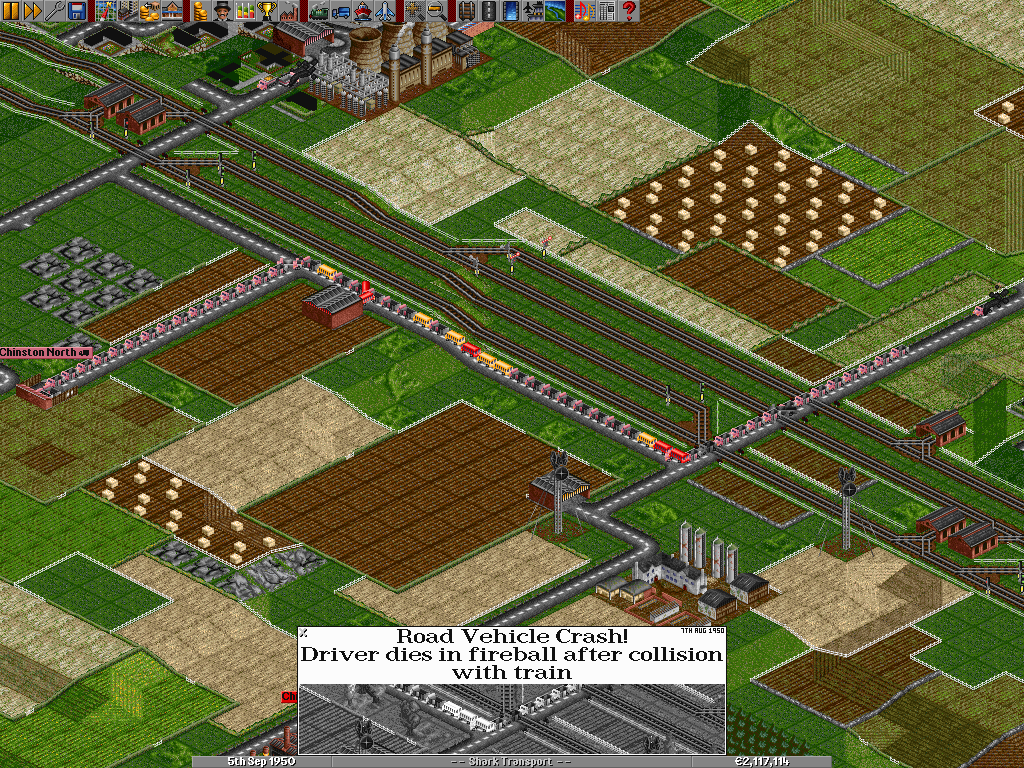 Chinston North
7TH AUG 1950
Road Vehicle Crash!
Driver dies in fireball after collision
with train
Ch
5th Sep 1950
-- Shark Transport --
€2,117,114